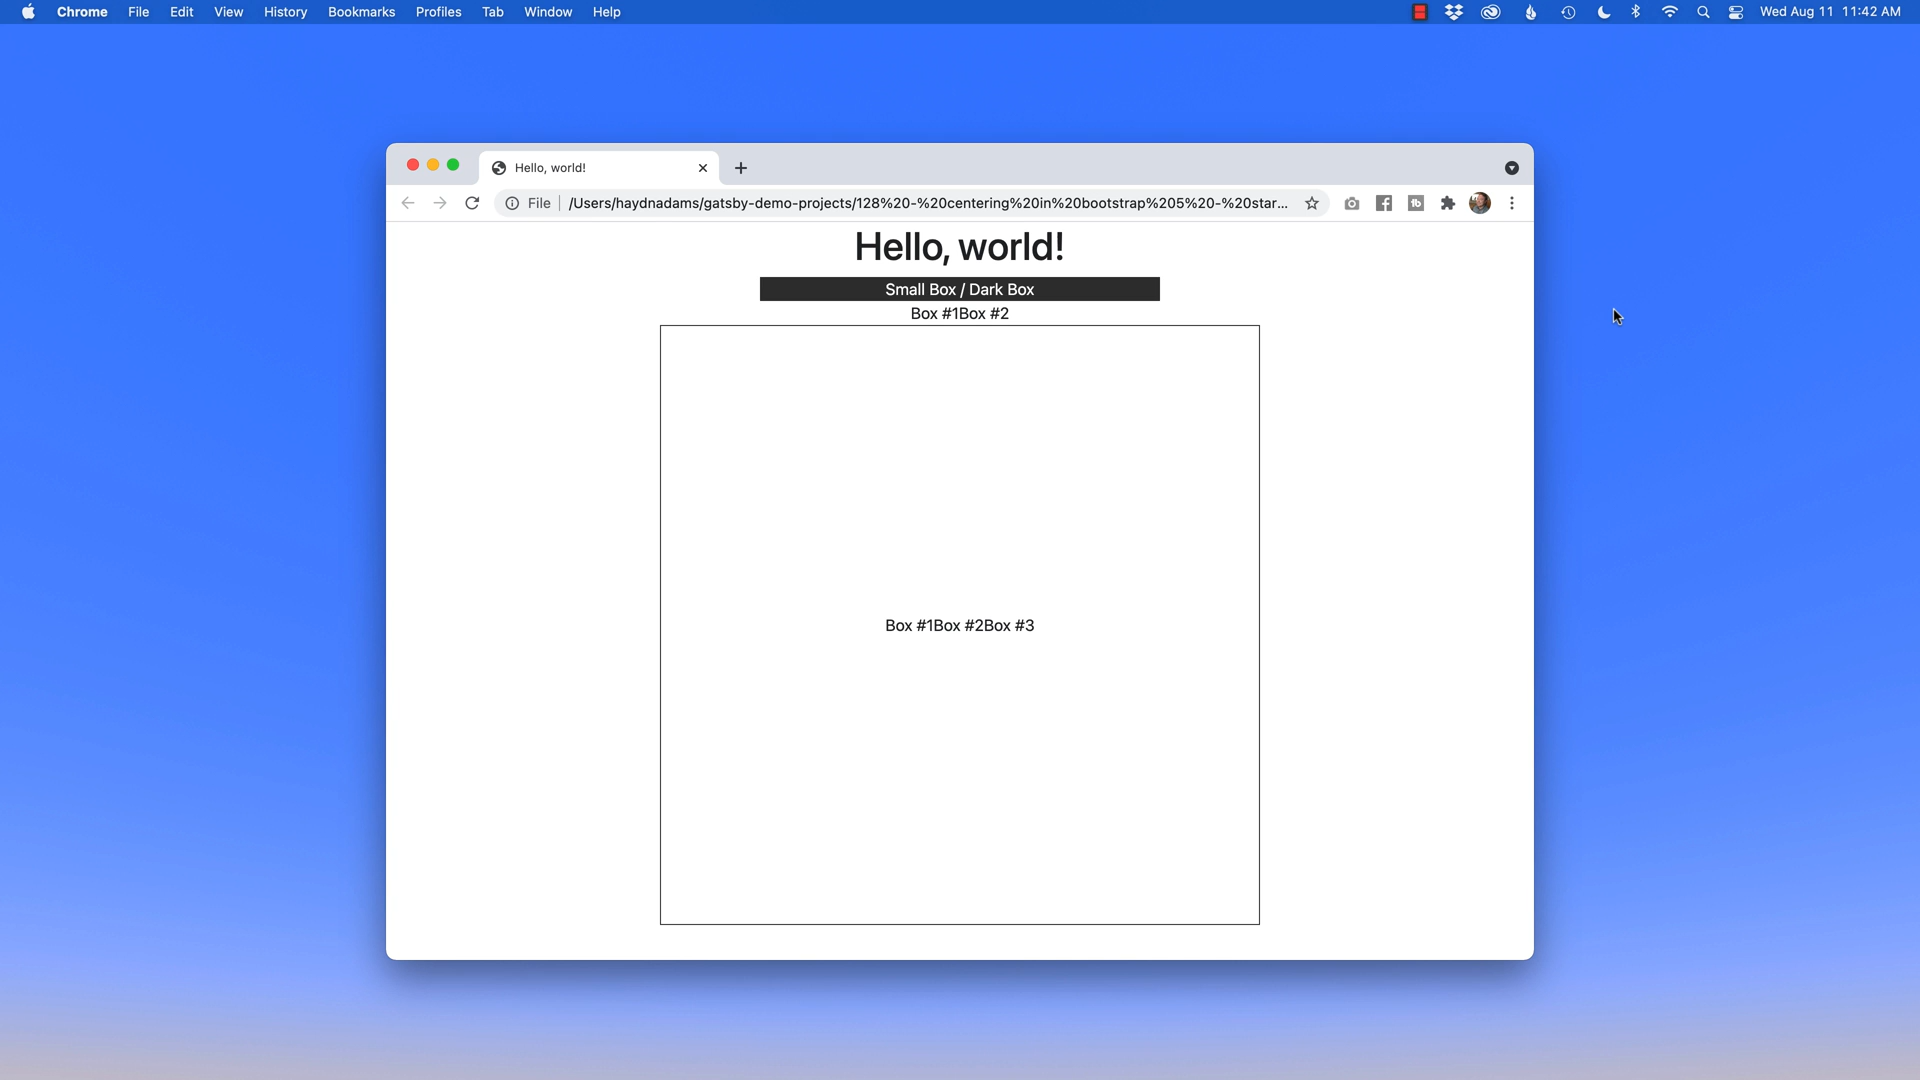 Chrome File Edit View History Bookmarks Profiles Tab Window Help Wed Aug 11 11:42 AM
Hello, world!
File /Users/haydnadams/gatsby-demo-projects/128%20-%20centering%20in%20bootstrap%205%20-%20star...
Hello, world!
Small Box / Dark Box
Box #1Box #2
Box #1Box #2Box #3